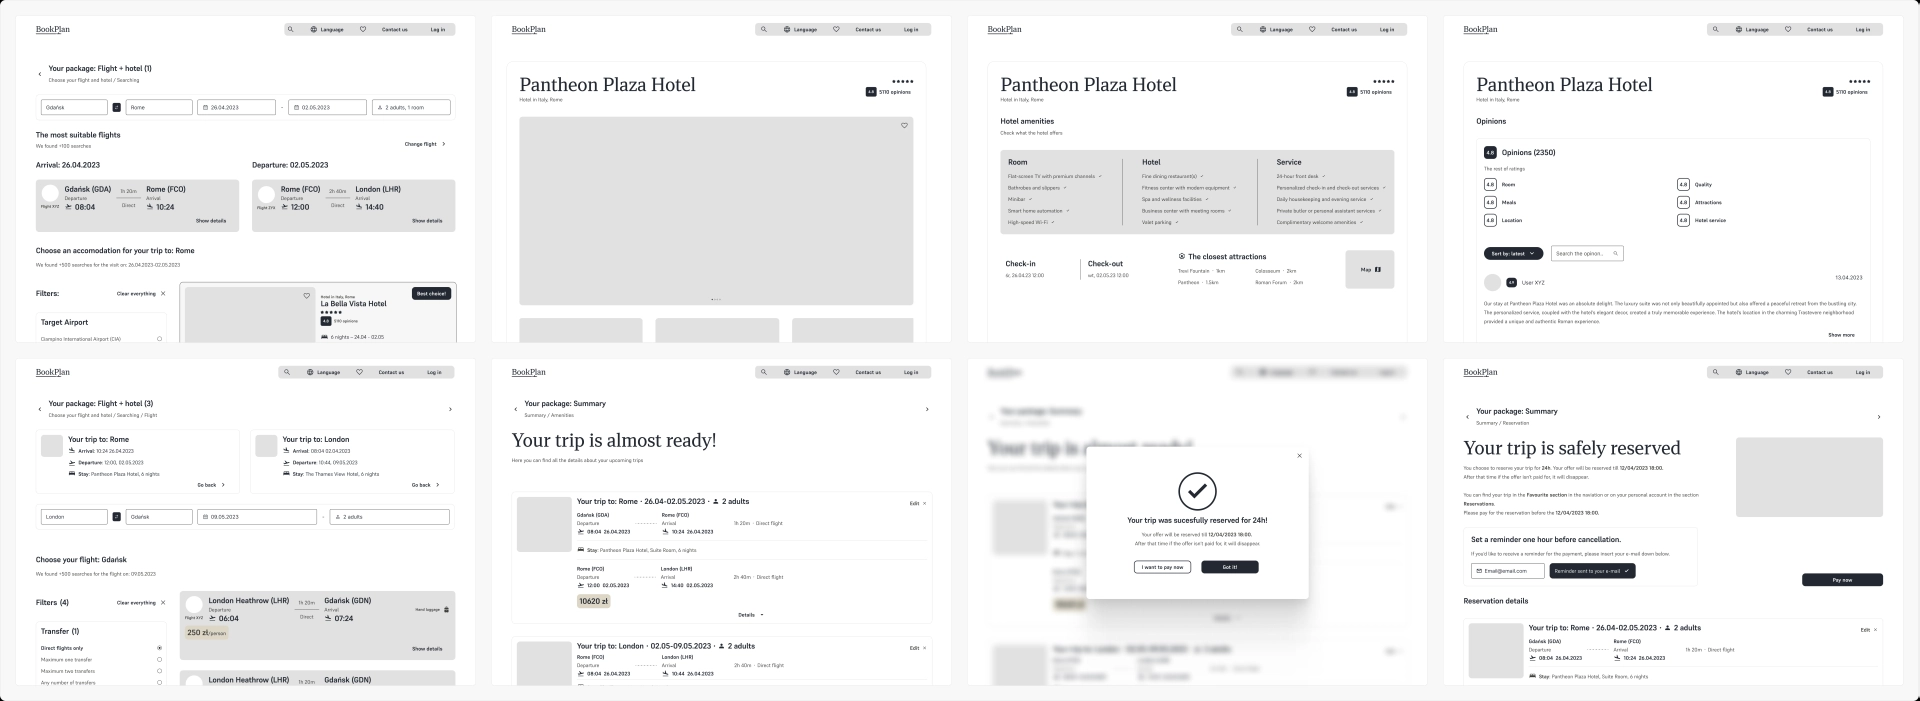 BookPlan
Language
Contact us
Log in
Your package: Flight + hotel (1)
Choose your flight and hotel / Searching
Gdańsk
Rome
26.04.2023
-
02.05.2023
2 adults, 1 room
The most suitable flights
We found +100 searches
Change flight
Arrival: 26.04.2023
Departure: 02.05.2023
Gdańsk (GDA)
1h 20m
Rome (FCO)
Departure
Arrival
Flight XYZ
08:04
Direct
10:24
Show details
Rome (FCO)
2h 40m
London (LHR)
Departure
Arrival
Flight XYZ
12:00
Direct
14:40
Show details
Choose an accomodation for your trip to: Rome
We found +500 searches for the visit on: 26.04.2023-02.05.2023
Filters:
Clear everything
Target Airport
Ciampino International Airport (CIA)
Hotel in Italy, Rome
La Bella Vista Hotel
Best choice!
4.8
5110 opinions
6 nights - 24.04 - 02.05
BookPlan
Language
Contact us
Log in
Pantheon Plaza Hotel
Hotel in Italy, Rome
4.8
5110 opinions
BookPlan
Language
Contact us
Log in
Pantheon Plaza Hotel
Hotel in Italy, Rome
4.8
5110 opinions
Hotel amenities
Check what the hotel offers.
Room
Flat-screen TV with premium channels
Bathrobes and slippers
Minibar
Smart home automation
High-speed Wi-Fi
Hotel
Fine dining restaurant(s)
Fitness center with modern equipment
Spa and wellness facilities
Business center with meeting rooms
Valet parking
Service
24-hour front desk
Personalized check-in and check-out services
Daily housekeeping and evening service
Private butler or personal assistant services
Complimentary welcome amenities
Check-in
śr, 26.04.23 12:00
Check-out
wt, 02.05.23 12:00
The closest attractions
Trevi Fountain · 1km
Colosseum · 2km
Pantheon · 1.5km
Roman Forum · 2km
Map
BookPlan
Language
Contact us
Log in
Pantheon Plaza Hotel
Hotel in Italy, Rome
4.8
5110 opinions
Opinions
4.8
Opinions (2350)
The rest of ratings
4.8 Room
4.8 Quality
4.8 Meals
4.8 Attractions
4.8 Location
4.8 Hotel service
Sort by: latest
Search the opinion..
13.04.2023
User XYZ
Our stay at Pantheon Plaza Hotel was an absolute delight. The luxury suite was not only beautifully appointed but also offered a peaceful retreat from the bustling city.
The personalized service, coupled with the hotel's elegant decor, created a truly memorable experience. The hotel's location in the charming Trastevere neighborhood
provided a unique and authentic Roman experience.
Show more
BookPlan
Language
Contact us
Log in
Your package: Flight + hotel (3)
Choose your flight and hotel / Searching / Flight
Your trip to: Rome
Arrival: 10:24 26.04.2023
Departure: 12:00, 02.05.2023
Stay: Pantheon Plaza Hotel, 6 nights
Go back
Your trip to: London
Arrival: 08:04 02.04.2023
Departure: 10:44, 09.05.2023
Stay: The Thames View Hotel, 6 nights
Go back
London
Gdańsk
09.05.2023
-
2 adults
Choose your flight: Gdańsk
We found +500 searches for the flight on: 09.05.2023
Filters (4)
Clear everything
Transfer (1)
Direct flights only
Maximum one transfer
Maximum two transfers
Any number of transfers
London Heathrow (LHR)
1h 20m
Gdańsk (GDN)
Departure
Arrival
Hand luggage
Flight XYZ
06:04
Direct
07:24
250 zł/person
Show details
London Heathrow (LHR)
1h 20m
Gdańsk (GDN)
BookPlan
Language
Contact us
Log in
Your package: Summary
Summary / Amenities
Your trip is almost ready!
Here you can find all the details about your upcoming trips
Your trip to: Rome · 26.04-02.05.2023 · 2 adults
Edit
Gdańsk (GDA)
Rome (FCO)
Departure
Arrival
1h 20m · Direct flight
08:04 26.04.2023
10:24 26.04.2023
Stay: Pantheon Plaza Hotel, Suite Room, 6 nights
Rome (FCO)
London (LHR)
Departure
Arrival
2h 40m · Direct flight
12:00 02.05.2023
14:40 02.05.2023
10620 zł
Details
Your trip to: London · 02.05-09.05.2023 · 2 adults
Edit
Rome (FCO)
London (LHR)
Departure
Arrival
2h 40m · Direct flight
08:04 26.04.2023
10:44 26.04.2023
Your trip was sucesfully reserved for 24h!
Your offer will be reserved till 12/04/2023 18:00.
After that time if the offer isn't paid for, it will disappear.
I want to pay now
Got it!
BookPlan
Language
Contact us
Log in
Your package: Summary
Summary / Reservation
Your trip is safely reserved
You choose to reserve your trip for 24h. Your offer will be reserved till 12/04/2023 18:00.
After that time if the offer isn't paid for, it will disappear.
You can find your trip in the Favourite section in the naviation or on your personal account in the section
Reservations.
Please pay for the reservation before the 12/04/2023 18:00.
Set a reminder one hour before cancellation.
If you'd like to receive a reminder for the payment, please insert your e-mail down below.
Email@email.com
Reminder sent to your e-mail
Pay now
Reservation details
Your trip to: Rome · 26.04-02.05.2023 · 2 adults
Edit
Gdańsk (GDA)
Rome (FCO)
Departure
Arrival
1h 20m · Direct flight
08:04 26.04.2023
10:24 26.04.2023
Stay: Pantheon Plaza Hotel, Suite Room, 6 nights